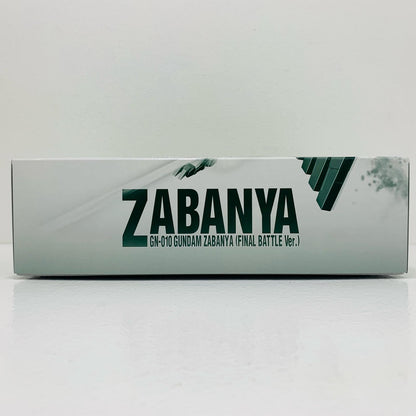 ZABANYA
GN-010 GUNDAM ZABANYA (FINAL BATTLE Ver.)